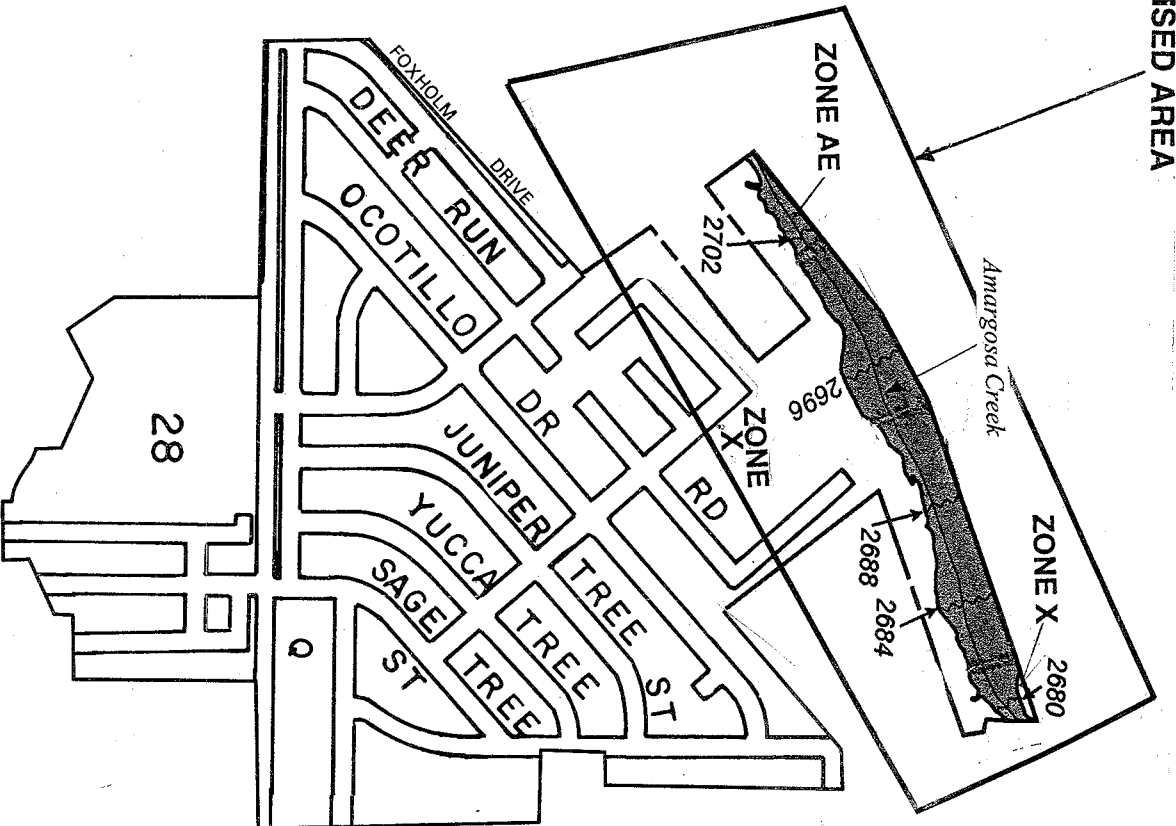 ISED AREA
ZONE AE
Amargosa Creek
2702
2696
2688
2684
2680
ZONE X
ZONE
X
FOXHOLM DRIVE
DEER RUN RD
OCOTILLO DR
JUNIPER TREE ST
YUCCA TREE
SAGE TREE
ST
Q
28